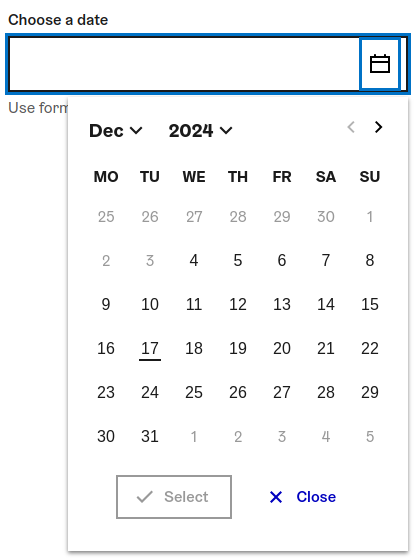 Choose a date
Use form
Dec 2024
MO TU WE TH FR SA SU
25 26 27 28 29 30 1
2 3 4 5 6 7 8
9 10 11 12 13 14 15
16 17 18 19 20 21 22
23 24 25 26 27 28 29
30 31 1 2 3 4 5
Select Close